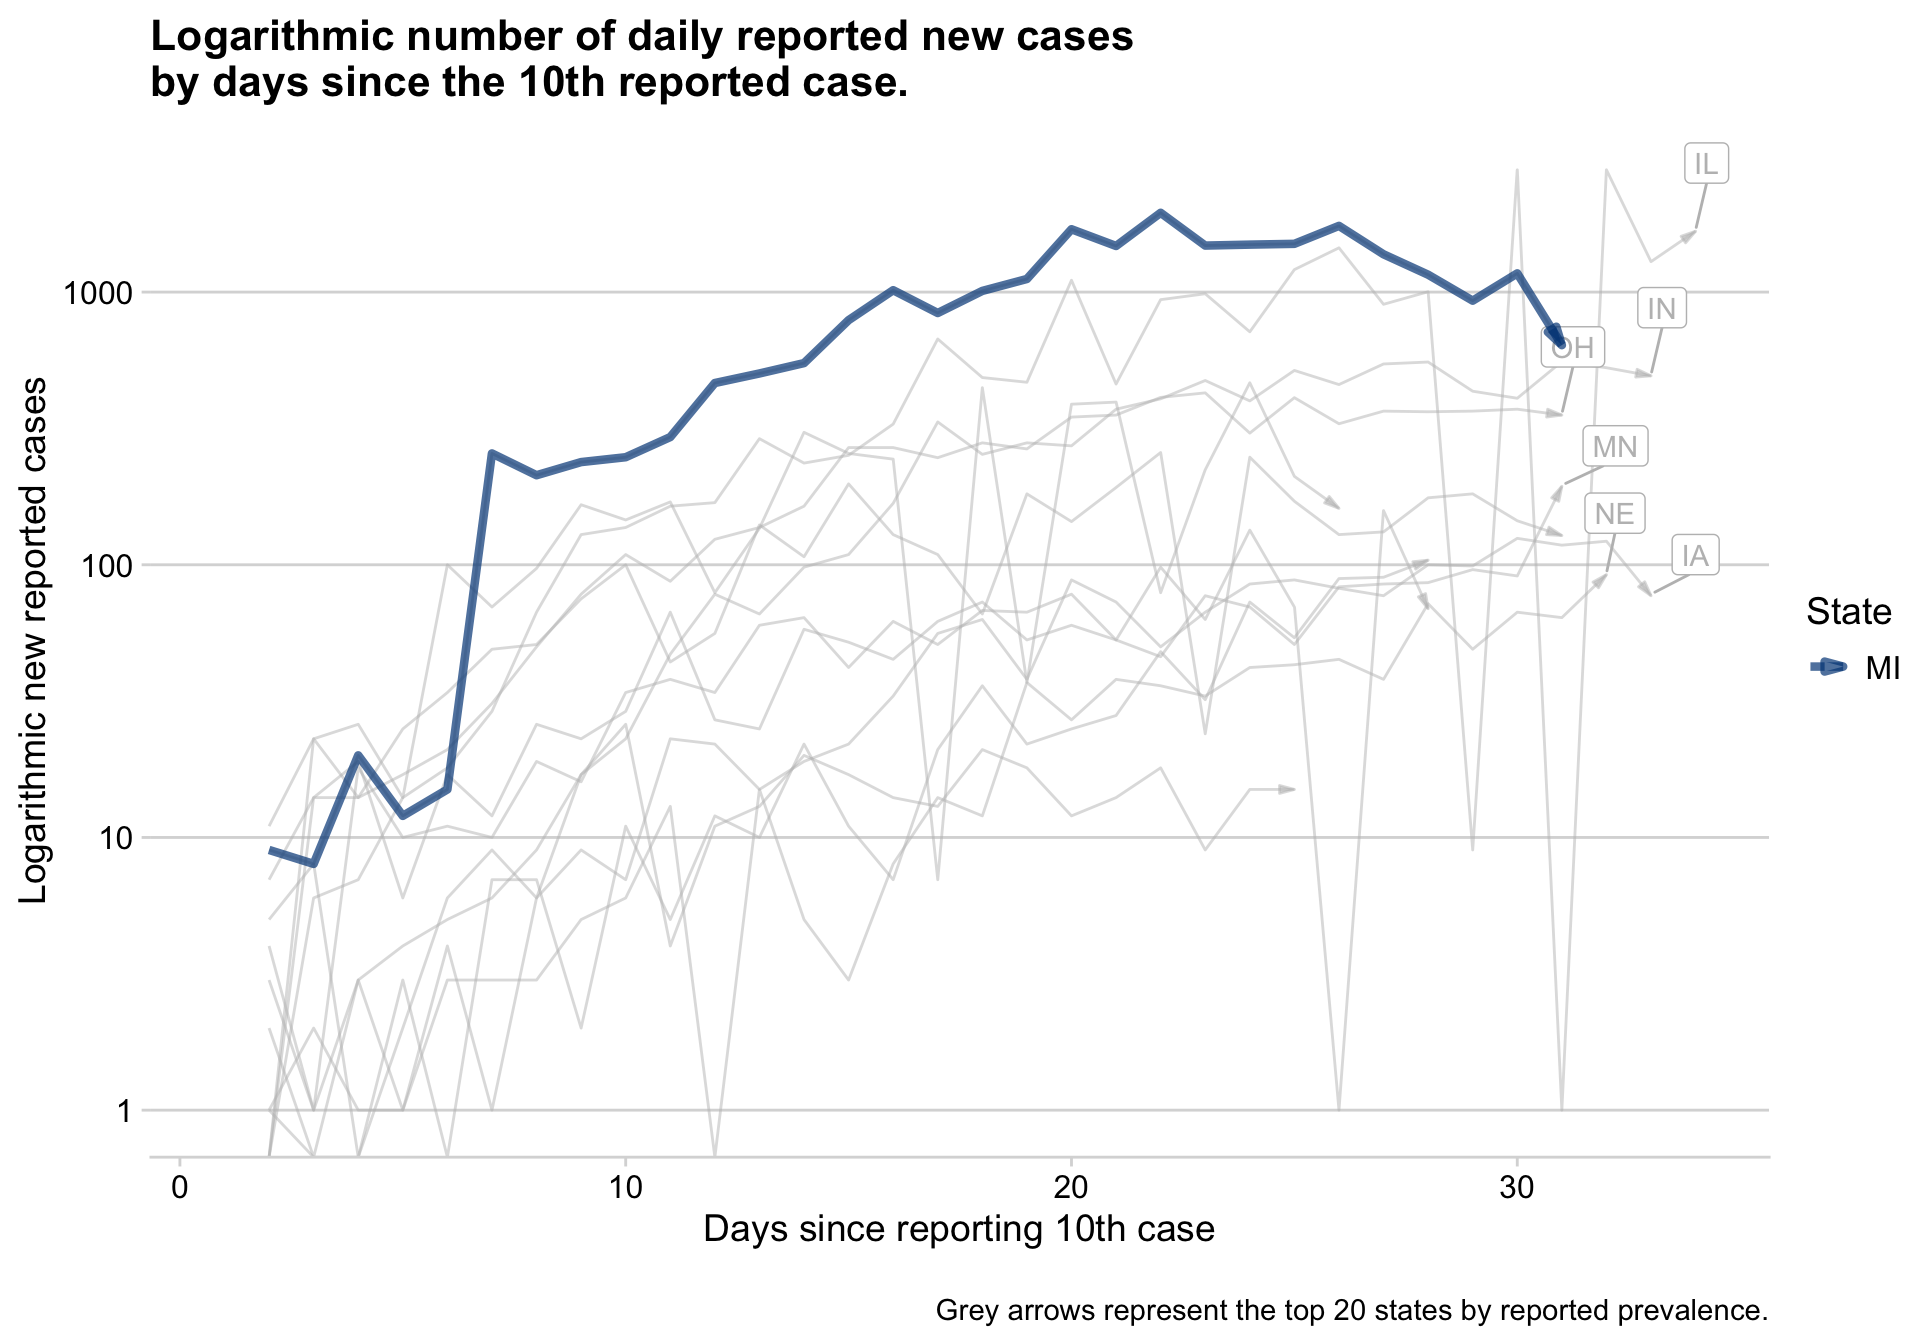 Logarithmic number of daily reported new cases
by days since the 10th reported case.
Logarithmic new reported cases
1000
100
10
1
IL
IN
OH
MN
NE
IA
State
MI
0
10
20
30
Days since reporting 10th case
Grey arrows represent the top 20 states by reported prevalence.